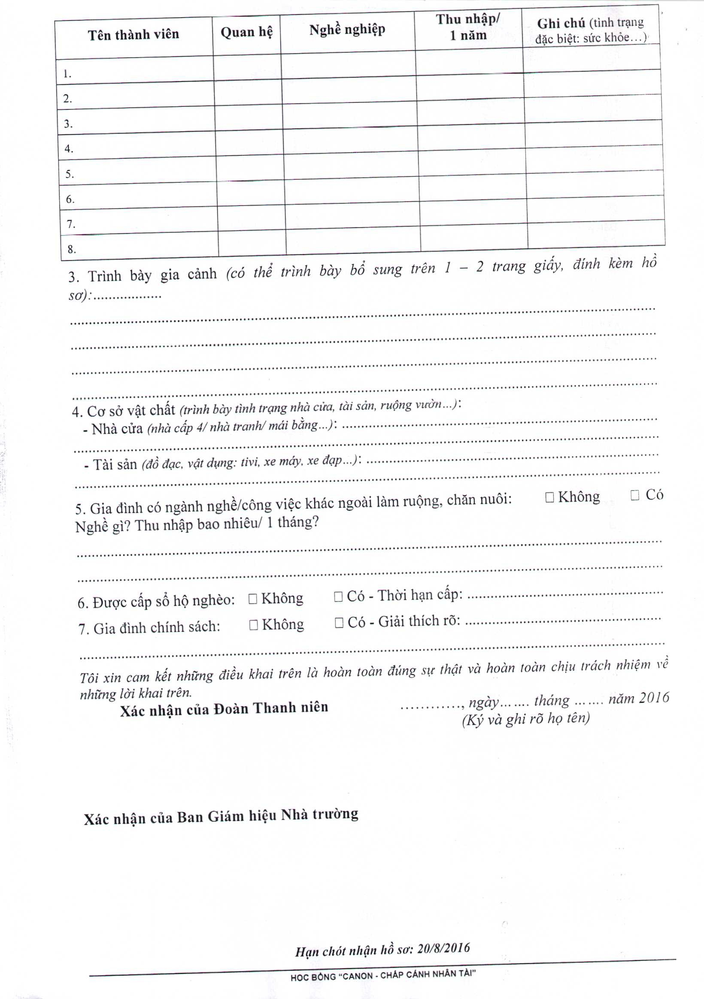 Tên thành viên Quan hệ Nghề nghiệp Thu nhập/ 1 năm Ghi chú (tình trạng đặc biệt: sức khỏe...)
1.
2.
3.
4.
5.
6.
7.
8.
3. Trình bày gia cảnh (có thể trình bày bổ sung trên 1 – 2 trang giấy, đính kèm hồ
sơ):..................
4. Cơ sở vật chất (trình bày tình trạng nhà cửa, tài sản, ruộng vườn...):
- Nhà cửa (nhà cấp 4/ nhà tranh/ mái bằng...):
- Tài sản (đồ đạc, vật dụng: tivi, xe máy, xe đạp...):
5. Gia đình có ngành nghề/công việc khác ngoài làm ruộng, chăn nuôi: □ Không □ Có
Nghề gì? Thu nhập bao nhiêu/ 1 tháng?
6. Được cấp sổ hộ nghèo: □ Không □ Có - Thời hạn cấp:
7. Gia đình chính sách: □ Không □ Có - Giải thích rõ:
Tôi xin cam kết những điều khai trên là hoàn toàn đúng sự thật và hoàn toàn chịu trách nhiệm về
những lời khai trên.
Xác nhận của Đoàn Thanh niên ............, ngày....... tháng ....... năm 2016
(Ký và ghi rõ họ tên)
Xác nhận của Ban Giám hiệu Nhà trường
Hạn chót nhận hồ sơ: 20/8/2016
HỌC BỔNG “CANON - CHẮP CÁNH NHÂN TÀI”